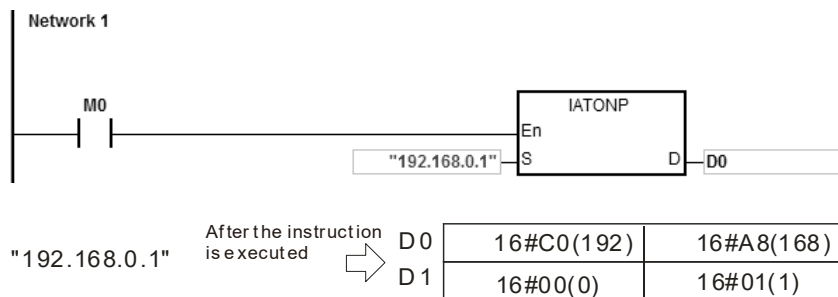 Network 1
M0
IATONP
En
"192.168.0.1" S D D0
"192.168.0.1"
After the instruction
is executed
D0 16#C0(192) 16#A8(168)
D1 16#00(0) 16#01(1)